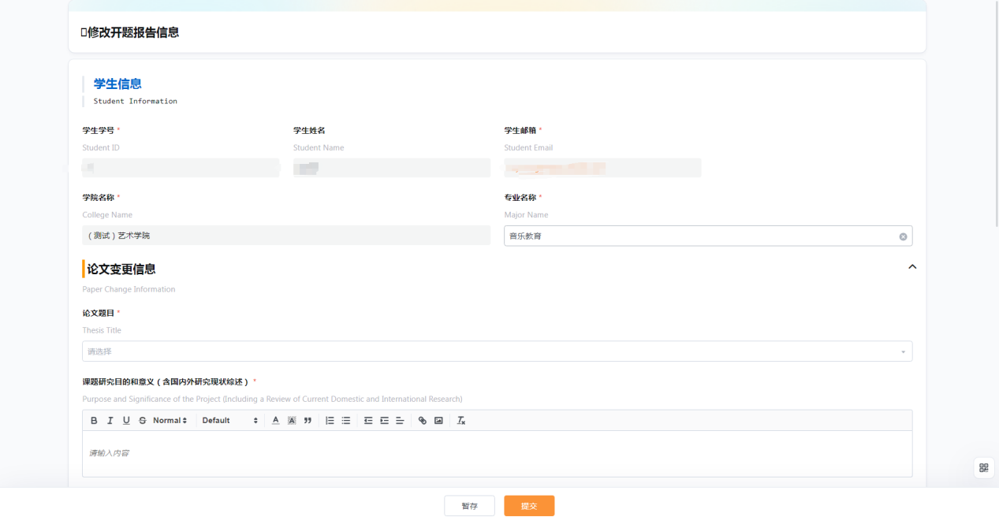 修改开题报告信息
学生信息
Student Information
学生学号 * 学生姓名 学生邮箱 *
Student ID Student Name Student Email
学院名称 * 专业名称 *
College Name Major Name
（测试）艺术学院 音乐教育
论文变更信息
Paper Change Information
论文题目 *
Thesis Title
请选择
课题研究目的和意义（含国内外研究现状综述） *
Purpose and Significance of the Project (Including a Review of Current Domestic and International Research)
B I U S Normal Default A A
请输入内容
暂存 提交